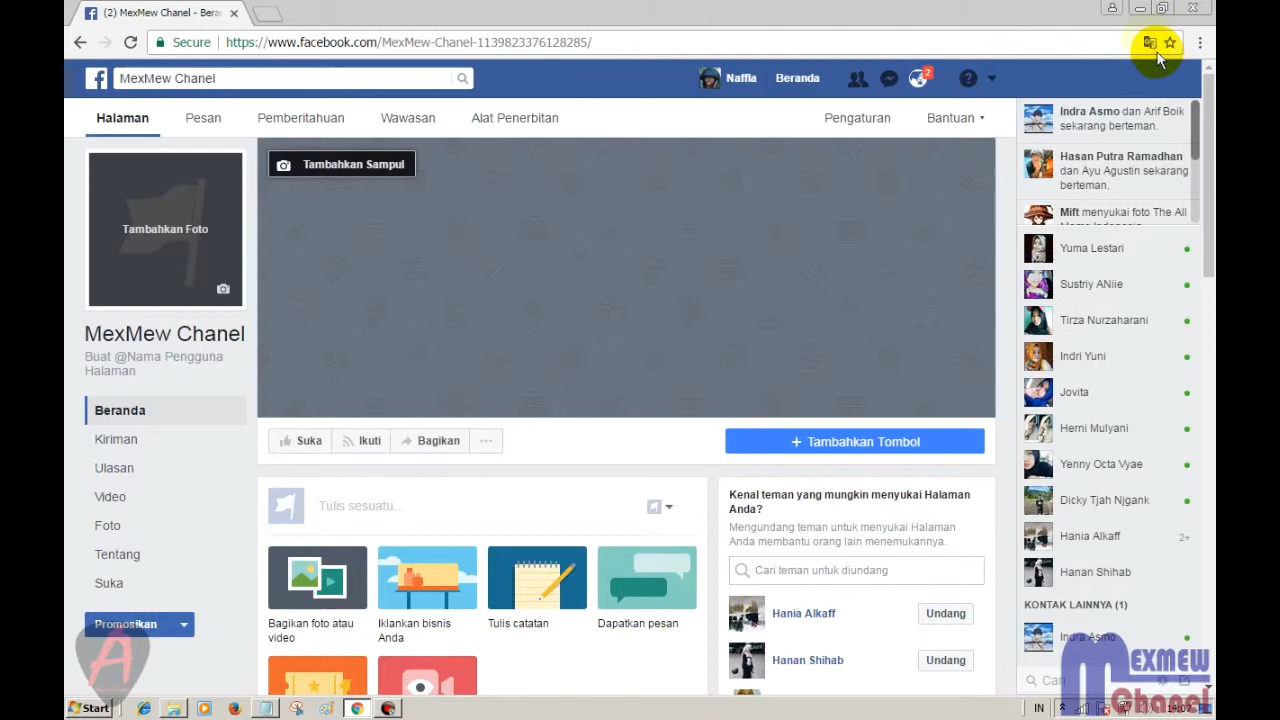 (2) MexMew Chanel - Bera
Secure
https://www.facebook.com/MexMew-Chanel-1139823376128285/
MexMew Chanel
Naffia
Beranda
2
Halaman
Pesan
Pemberitahuan
Wawasan
Alat Penerbitan
Pengaturan
Bantuan
Tambahkan Foto
Tambahkan Sampul
MexMew Chanel
Buat @Nama Pengguna
Halaman
Beranda
Kiriman
Ulasan
Video
Foto
Tentang
Suka
Promosikan
Suka
Ikuti
Bagikan
+ Tambahkan Tombol
Tulis sesuatu...
Bagikan foto atau
video
Iklankan bisnis
Anda
Tulis catatan
Dapatkan pesan
Kenal teman yang mungkin menyukai Halaman
Anda?
Mengundang teman untuk menyukai Halaman
Anda membantu orang lain menemukannya.
Cari teman untuk diundang
Hania Alkaff
Undang
Hanan Shihab
Undang
Indra Asmo dan Arif Boik
sekarang berteman.
Hasan Putra Ramadhan
dan Ayu Agustin sekarang
berteman.
Mift menyukai foto The All
Yuma Lestari
Sustriy ANiie
Tirza Nurzaharani
Indri Yuni
Jovita
Herni Mulyani
Yenny Octa Vyae
Dicky Tjah Njgank
Hania Alkaff
2+
Hanan Shihab
KONTAK LAINNYA (1)
Indra Asmo
Cari
A
Mexmew
Chanel
Start
IN
14:07